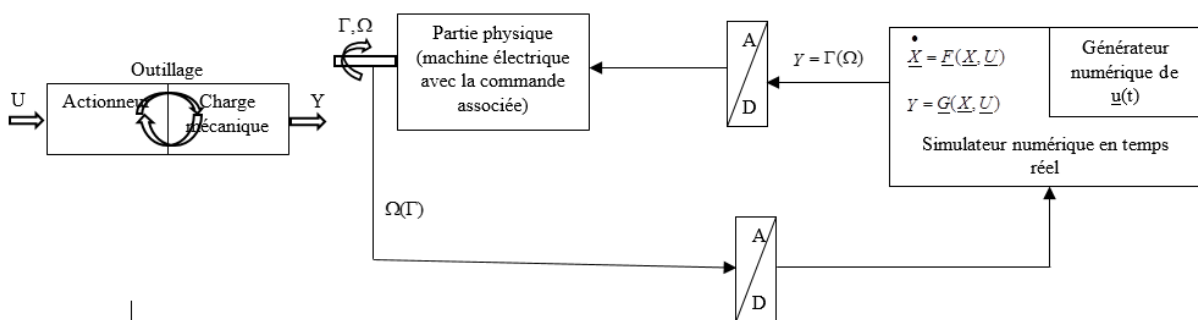 Outillage
U
Actionneur
Charge
mécanique
Y
Γ,Ω
Partie physique
(machine électrique
avec la commande
associée)
A
D
Y = Γ(Ω)
Ẋ = F(X,U)
Y = G(X,U)
Générateur
numérique de
u(t)
Simulateur numérique en temps
réel
Ω(Γ)
A
D